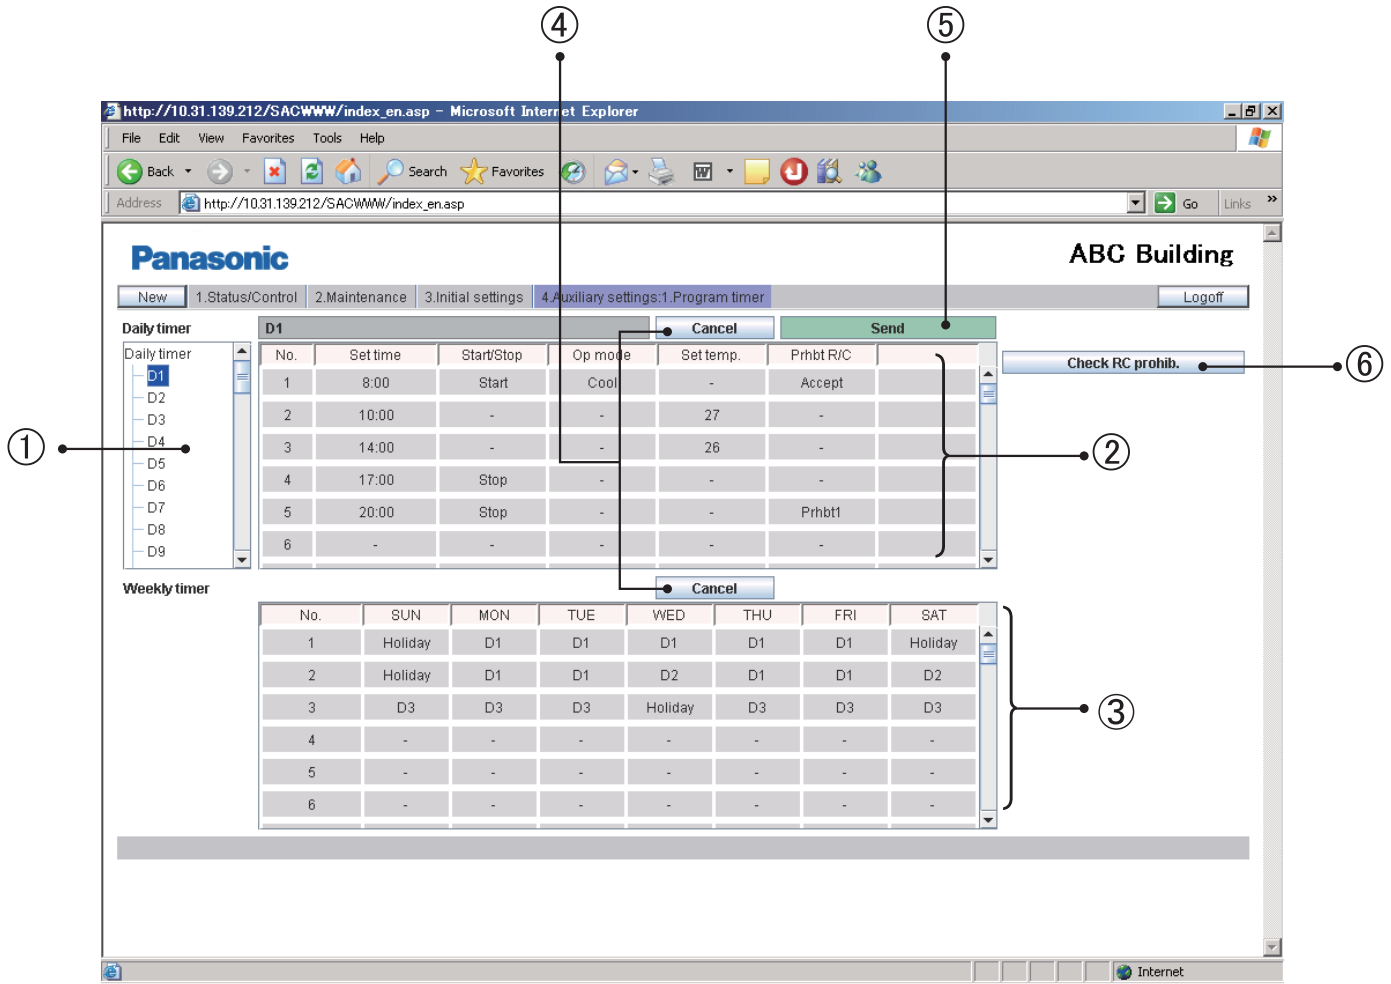 ④ ⑤
http://10.31.139.212/SACWWW/index_en.asp - Microsoft Internet Explorer
File Edit View Favorites Tools Help
Back Search Favorites
Address http://10.31.139.212/SACWWW/index_en.asp Go Links »
Panasonic ABC Building
New 1.Status/Control 2.Maintenance 3.Initial settings 4.Auxiliary settings:1.Program timer Logoff
Daily timer D1 Cancel Send
Check RC prohib. ⑥
Daily timer
D1
D2
D3
D4
D5
D6
D7
D8
D9
①
No. Set time Start/Stop Op mode Set temp. Prhbt R/C
1 8:00 Start Cool - Accept
2 10:00 - - 27 -
3 14:00 - - 26 -
4 17:00 Stop - - -
5 20:00 Stop - - Prhbt1
6 - - - - -
②
Weekly timer Cancel
No. SUN MON TUE WED THU FRI SAT
1 Holiday D1 D1 D1 D1 D1 Holiday
2 Holiday D1 D1 D2 D1 D1 D2
3 D3 D3 D3 Holiday D3 D3 D3
4 - - - - - - -
5 - - - - - - -
6 - - - - - - -
③
Internet